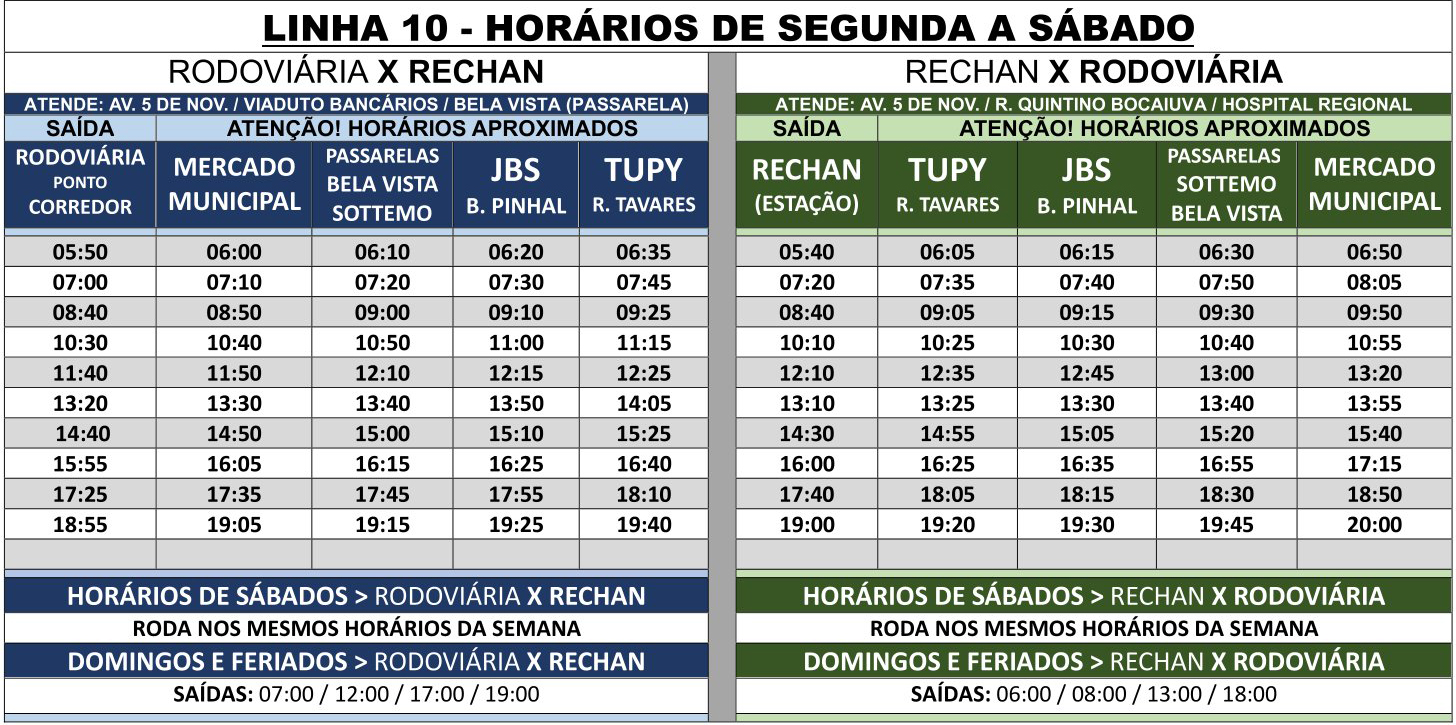 LINHA 10 - HORÁRIOS DE SEGUNDA A SÁBADO
RODOVIÁRIA X RECHAN
ATENDE: AV. 5 DE NOV. / VIADUTO BANCÁRIOS / BELA VISTA (PASSARELA)
SAÍDA ATENÇÃO! HORÁRIOS APROXIMADOS
RODOVIÁRIA PONTO CORREDOR MERCADO MUNICIPAL PASSARELAS BELA VISTA SOTTEMO JBS B. PINHAL TUPY R. TAVARES
05:50 06:00 06:10 06:20 06:35
07:00 07:10 07:20 07:30 07:45
08:40 08:50 09:00 09:10 09:25
10:30 10:40 10:50 11:00 11:15
11:40 11:50 12:10 12:15 12:25
13:20 13:30 13:40 13:50 14:05
14:40 14:50 15:00 15:10 15:25
15:55 16:05 16:15 16:25 16:40
17:25 17:35 17:45 17:55 18:10
18:55 19:05 19:15 19:25 19:40
HORÁRIOS DE SÁBADOS > RODOVIÁRIA X RECHAN
RODA NOS MESMOS HORÁRIOS DA SEMANA
DOMINGOS E FERIADOS > RODOVIÁRIA X RECHAN
SAÍDAS: 07:00 / 12:00 / 17:00 / 19:00
RECHAN X RODOVIÁRIA
ATENDE: AV. 5 DE NOV. / R. QUINTINO BOCAIUVA / HOSPITAL REGIONAL
SAÍDA ATENÇÃO! HORÁRIOS APROXIMADOS
RECHAN (ESTAÇÃO) TUPY R. TAVARES JBS B. PINHAL PASSARELAS SOTTEMO BELA VISTA MERCADO MUNICIPAL
05:40 06:05 06:15 06:30 06:50
07:20 07:35 07:40 07:50 08:05
08:40 09:05 09:15 09:30 09:50
10:10 10:25 10:30 10:40 10:55
12:10 12:35 12:45 13:00 13:20
13:10 13:25 13:30 13:40 13:55
14:30 14:55 15:05 15:20 15:40
16:00 16:25 16:35 16:55 17:15
17:40 18:05 18:15 18:30 18:50
19:00 19:20 19:30 19:45 20:00
HORÁRIOS DE SÁBADOS > RECHAN X RODOVIÁRIA
RODA NOS MESMOS HORÁRIOS DA SEMANA
DOMINGOS E FERIADOS > RECHAN X RODOVIÁRIA
SAÍDAS: 06:00 / 08:00 / 13:00 / 18:00